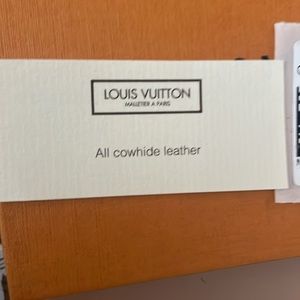 LOUIS VUITTON
MALLETIER A PARIS
All cowhide leather